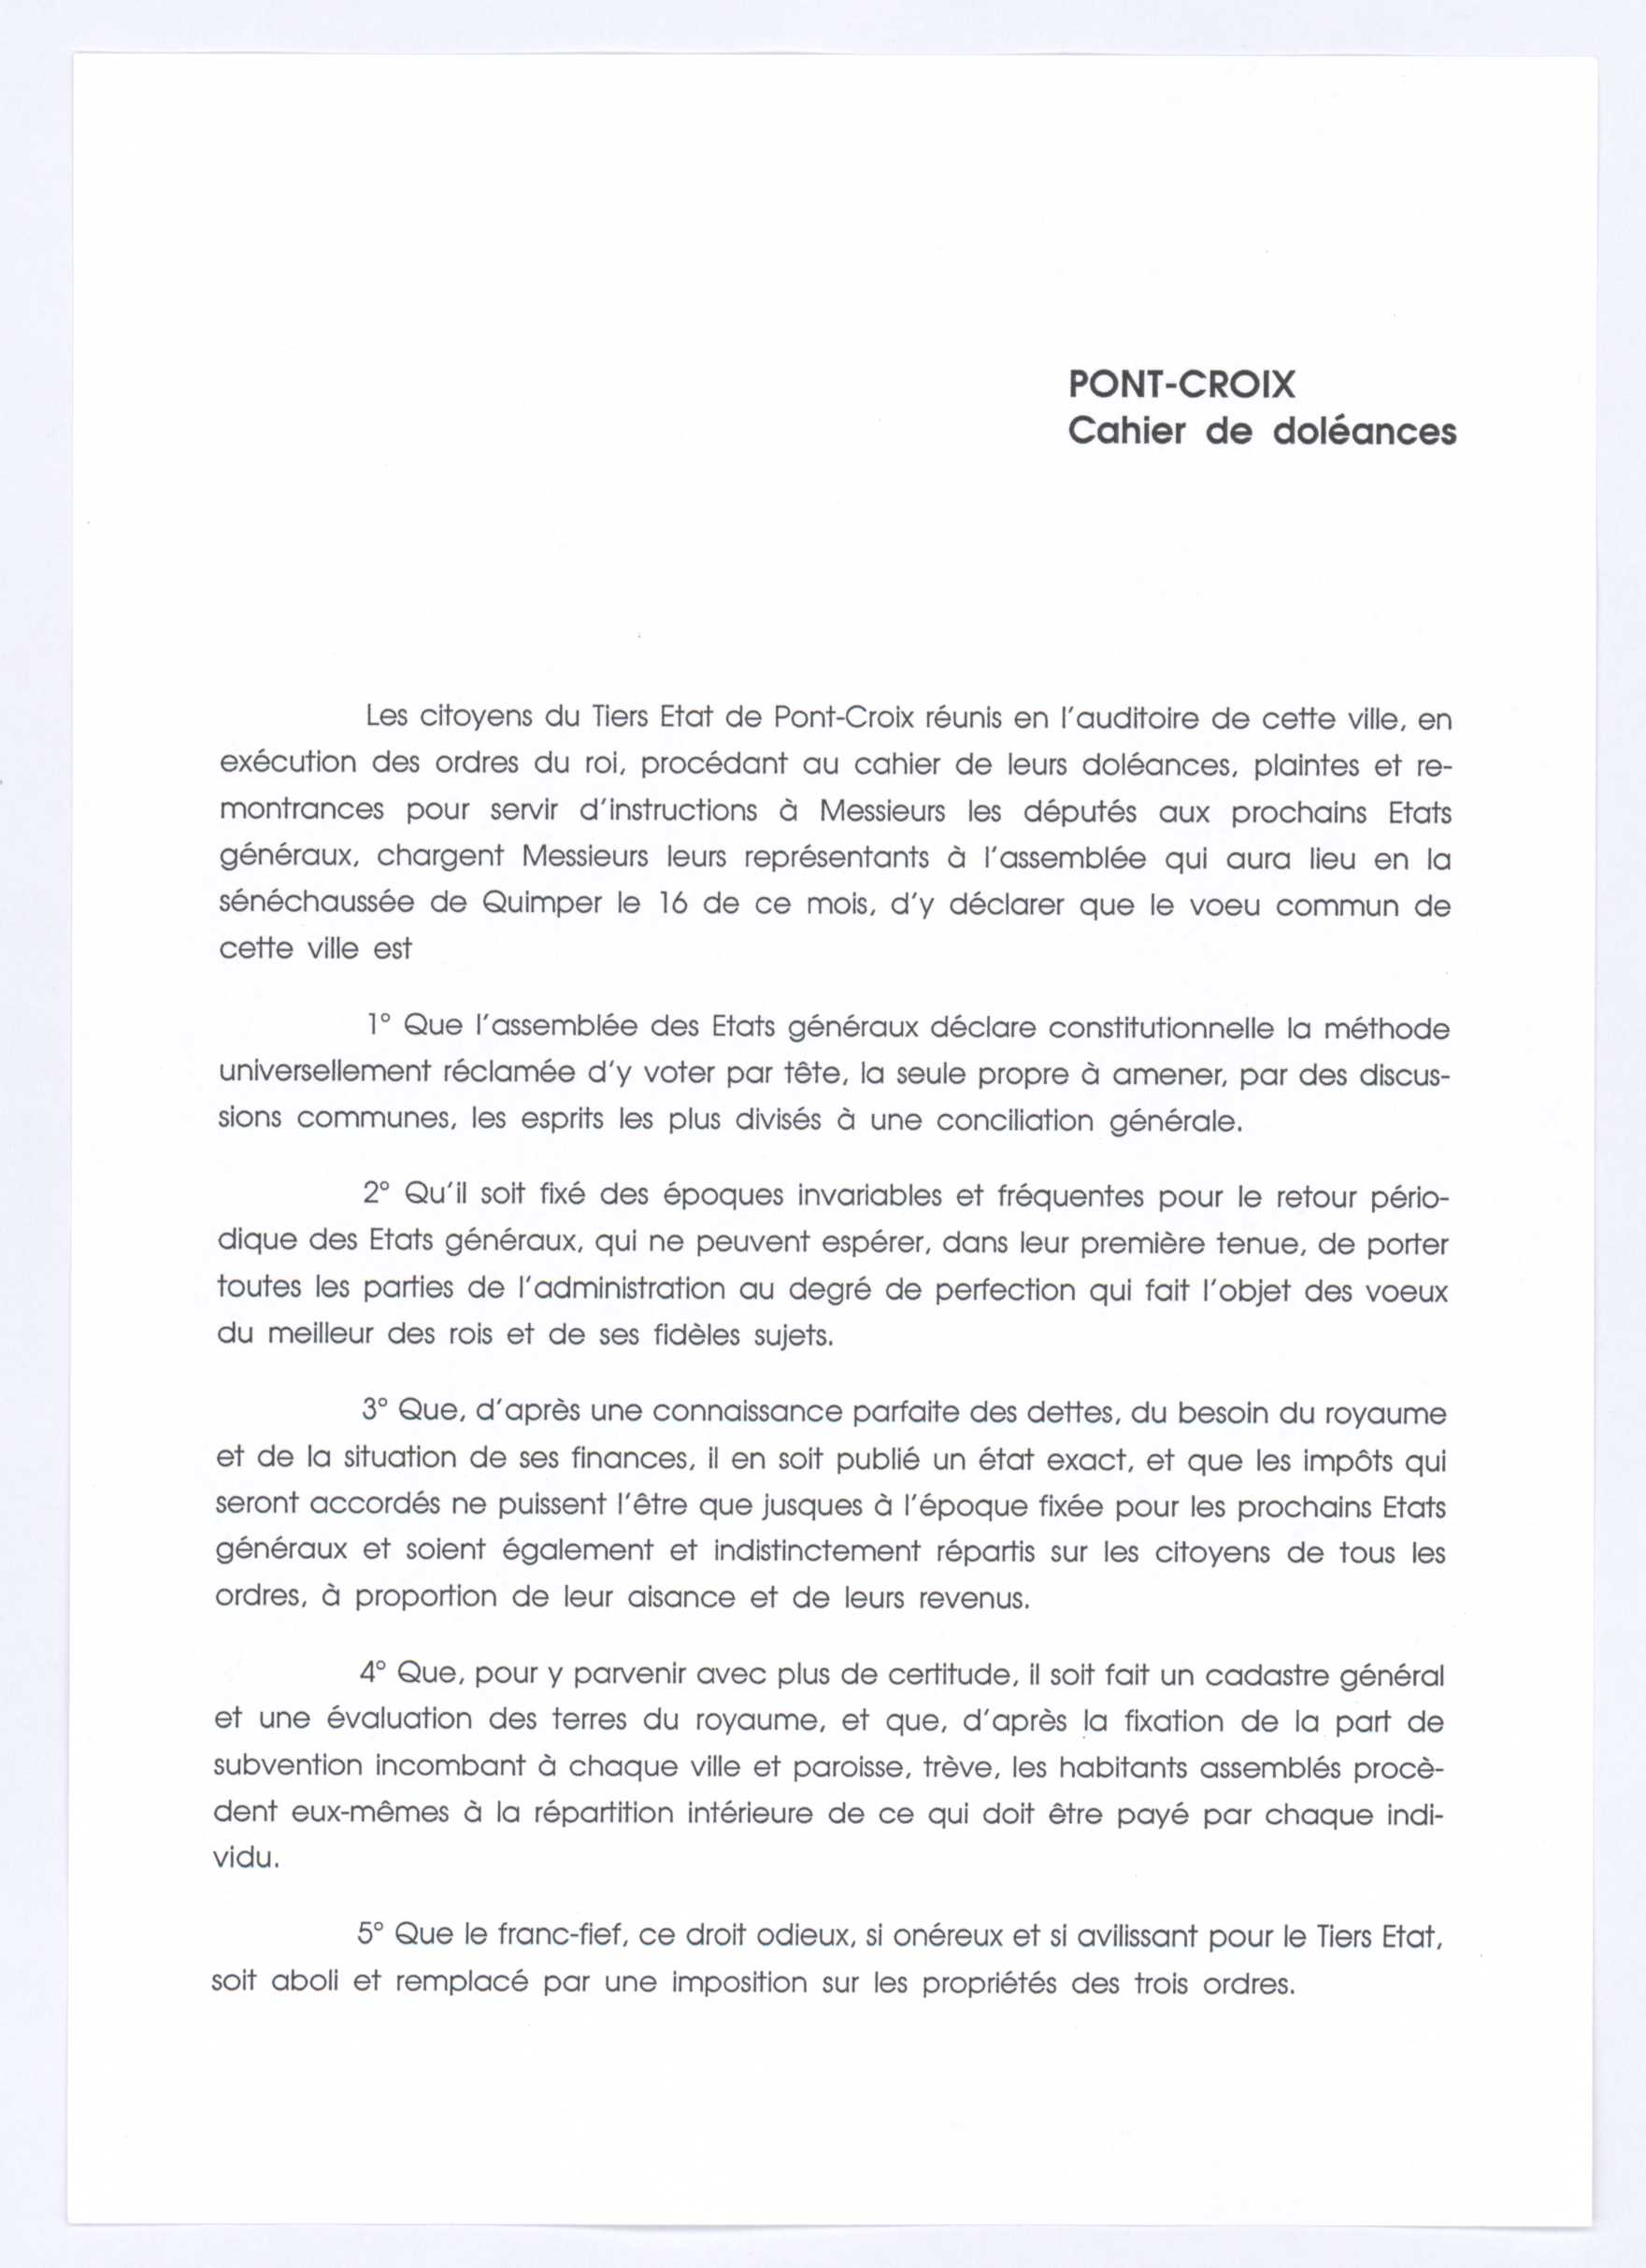 PONT-CROIX
Cahier de doléances
Les citoyens du Tiers Etat de Pont-Croix réunis en l'auditoire de cette ville, en
exécution des ordres du roi, procédant au cahier de leurs doléances, plaintes et re-
montrances pour servir d'instructions à Messieurs les députés aux prochains Etats
généraux, chargent Messieurs leurs représentants à l'assemblée qui aura lieu en la
sénéchaussée de Quimper le 16 de ce mois, d'y déclarer que le voeu commun de
cette ville est
1° Que l'assemblée des Etats généraux déclare constitutionnelle la méthode
universellement réclamée d'y voter par tête, la seule propre à amener, par des discus-
sions communes, les esprits les plus divisés à une conciliation générale.
2° Qu'il soit fixé des époques invariables et fréquentes pour le retour pério-
dique des Etats généraux, qui ne peuvent espérer, dans leur première tenue, de porter
toutes les parties de l'administration au degré de perfection qui fait l'objet des voeux
du meilleur des rois et de ses fidèles sujets.
3° Que, d'après une connaissance parfaite des dettes, du besoin du royaume
et de la situation de ses finances, il en soit publié un état exact, et que les impôts qui
seront accordés ne puissent l'être que jusques à l'époque fixée pour les prochains Etats
généraux et soient également et indistinctement répartis sur les citoyens de tous les
ordres, à proportion de leur aisance et de leurs revenus.
4° Que, pour y parvenir avec plus de certitude, il soit fait un cadastre général
et une évaluation des terres du royaume, et que, d'après la fixation de la part de
subvention incombant à chaque ville et paroisse, trève, les habitants assemblés procè-
dent eux-mêmes à la répartition intérieure de ce qui doit être payé par chaque indi-
vidu.
5° Que le franc-fief, ce droit odieux, si onéreux et si avilissant pour le Tiers Etat,
soit aboli et remplacé par une imposition sur les propriétés des trois ordres.